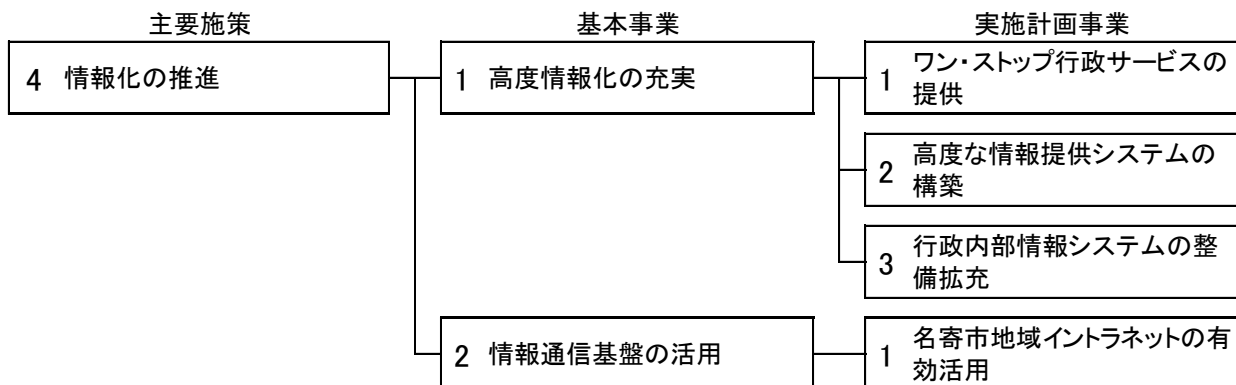 主要施策 基本事業 実施計画事業
4 情報化の推進
1 高度情報化の充実
1 ワン・ストップ行政サービスの
提供
2 高度な情報提供システムの
構築
3 行政内部情報システムの整
備拡充
2 情報通信基盤の活用
1 名寄市地域イントラネットの有
効活用